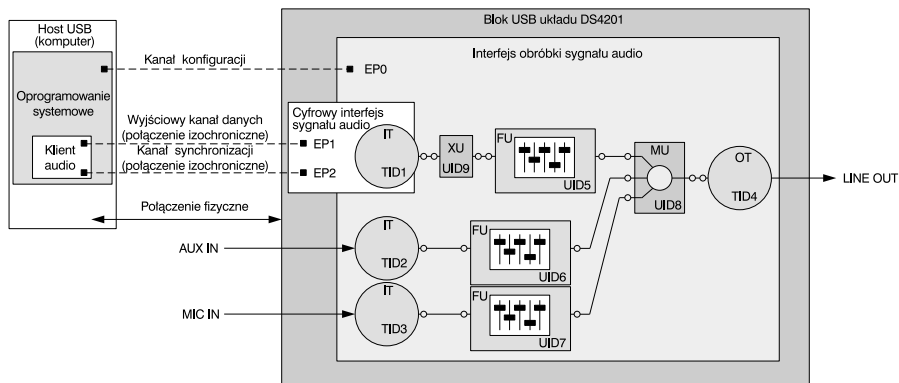 Blok USB układu DS4201
Host USB
(komputer)
Interfejs obróbki sygnału audio
Kanał konfiguracji
EP0
Oprogramowanie
systemowe
Cyfrowy interfejs
sygnału audio
Wyjściowy kanał danych
(połączenie izochroniczne)
EP1
Kanał synchronizacji
(połączenie izochroniczne)
EP2
Klient
audio
IT
TID1
XU
UID9
FU
UID5
MU
UID8
OT
TID4
LINE OUT
Połączenie fizyczne
AUX IN
IT
TID2
FU
UID6
MIC IN
IT
TID3
FU
UID7